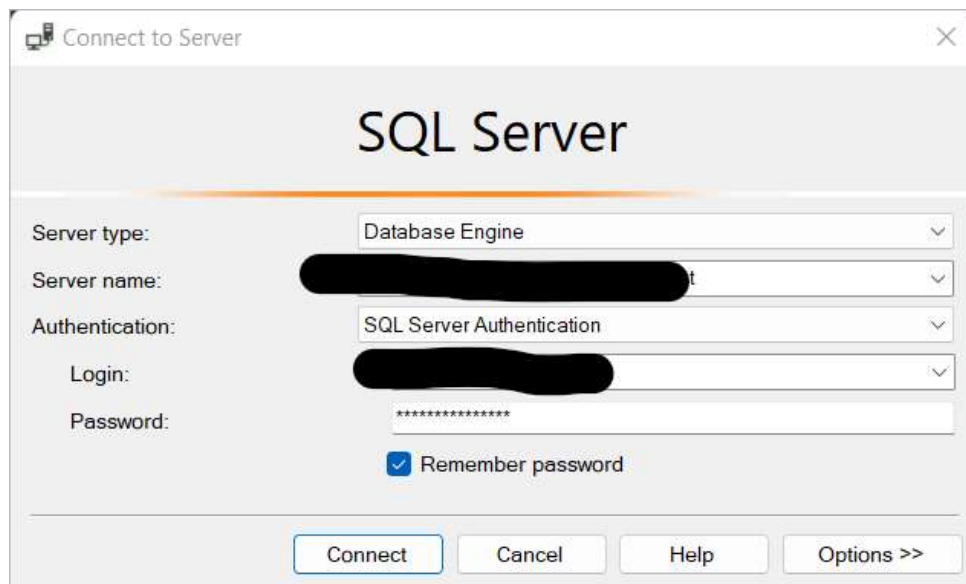 Connect to Server
SQL Server
Server type: Database Engine
Server name: t
Authentication: SQL Server Authentication
Login:
Password: ***************
Remember password
Connect Cancel Help Options >>